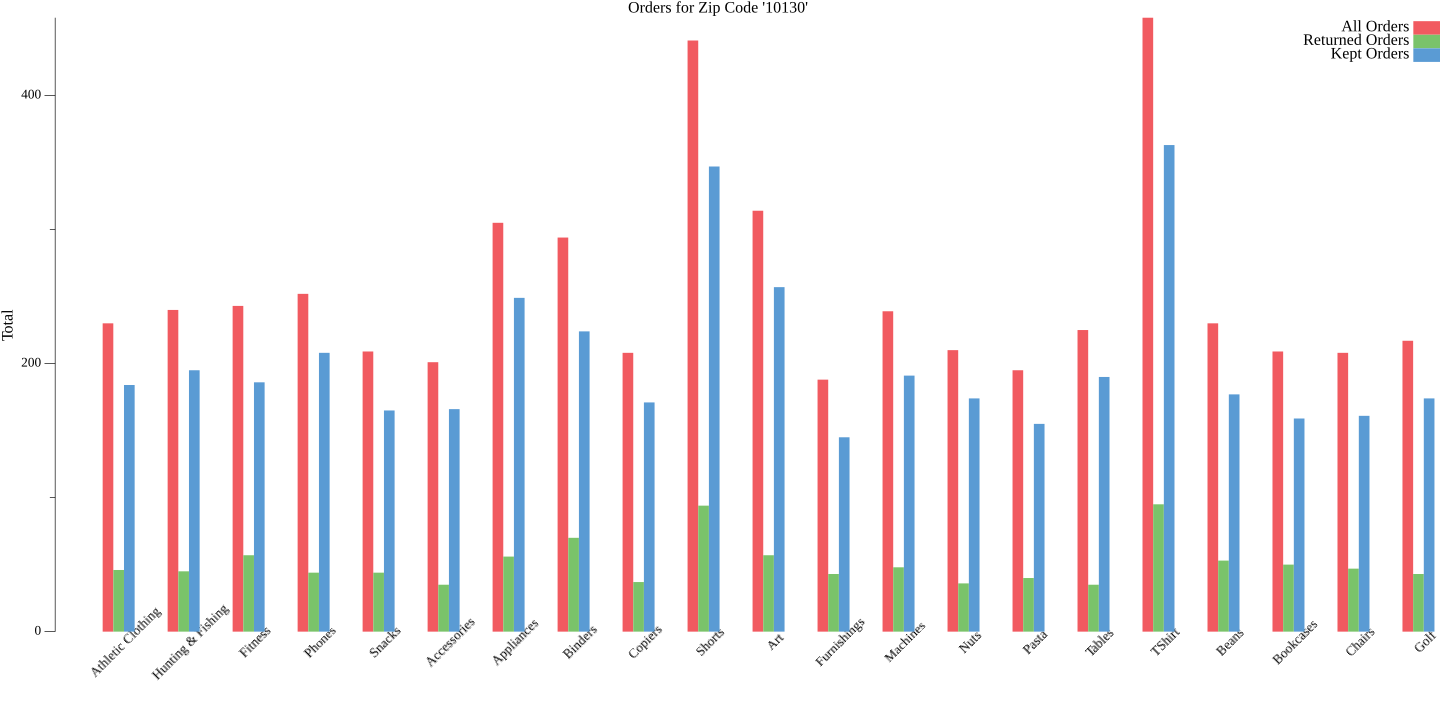 Orders for Zip Code '10130'
All Orders
Returned Orders
Kept Orders
Total
400
200
0
Athletic Clothing
Hunting & Fishing
Fitness
Phones
Snacks
Accessories
Appliances
Binders
Copiers
Shorts
Art
Furnishings
Machines
Nuts
Pasta
Tables
TShirt
Beans
Bookcases
Chairs
Golf